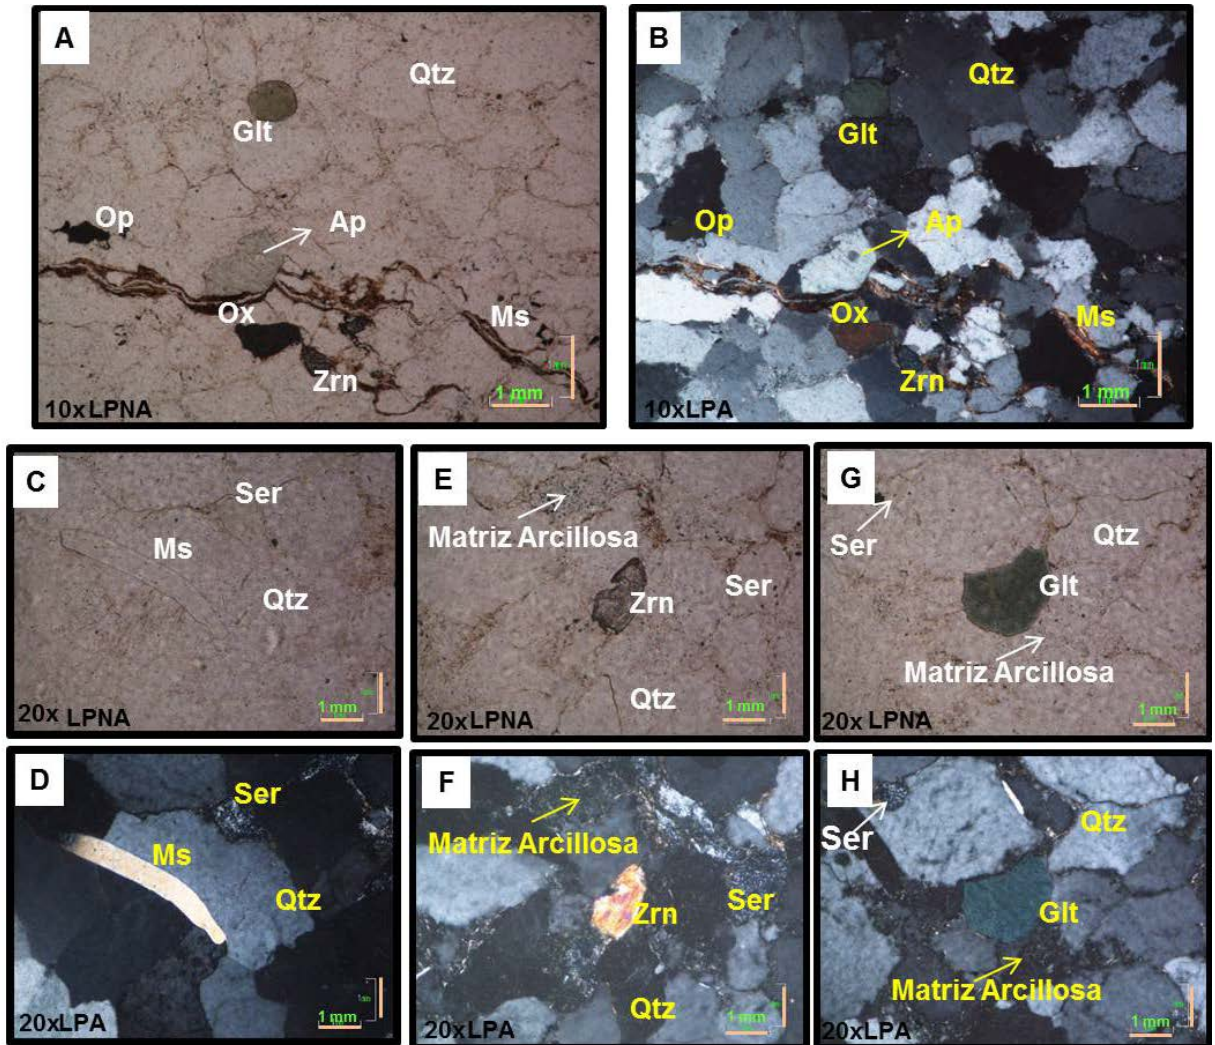 A
Qtz
Glt
Op
Ap
Ox
Ms
Zrn
1 mm
10xLPNA
B
Qtz
Glt
Op
Ap
Ox
Ms
Zrn
1 mm
10xLPA
C
Ser
Ms
Qtz
1 mm
20x LPNA
E
Matriz Arcillosa
Zrn
Ser
Qtz
1 mm
20x LPNA
G
Ser
Qtz
Glt
Matriz Arcillosa
1 mm
20x LPNA
D
Ser
Ms
Qtz
1 mm
20xLPA
F
Matriz Arcillosa
Zrn
Ser
Qtz
1 mm
20xLPA
H
Ser
Qtz
Glt
Matriz Arcillosa
1 mm
20xLPA